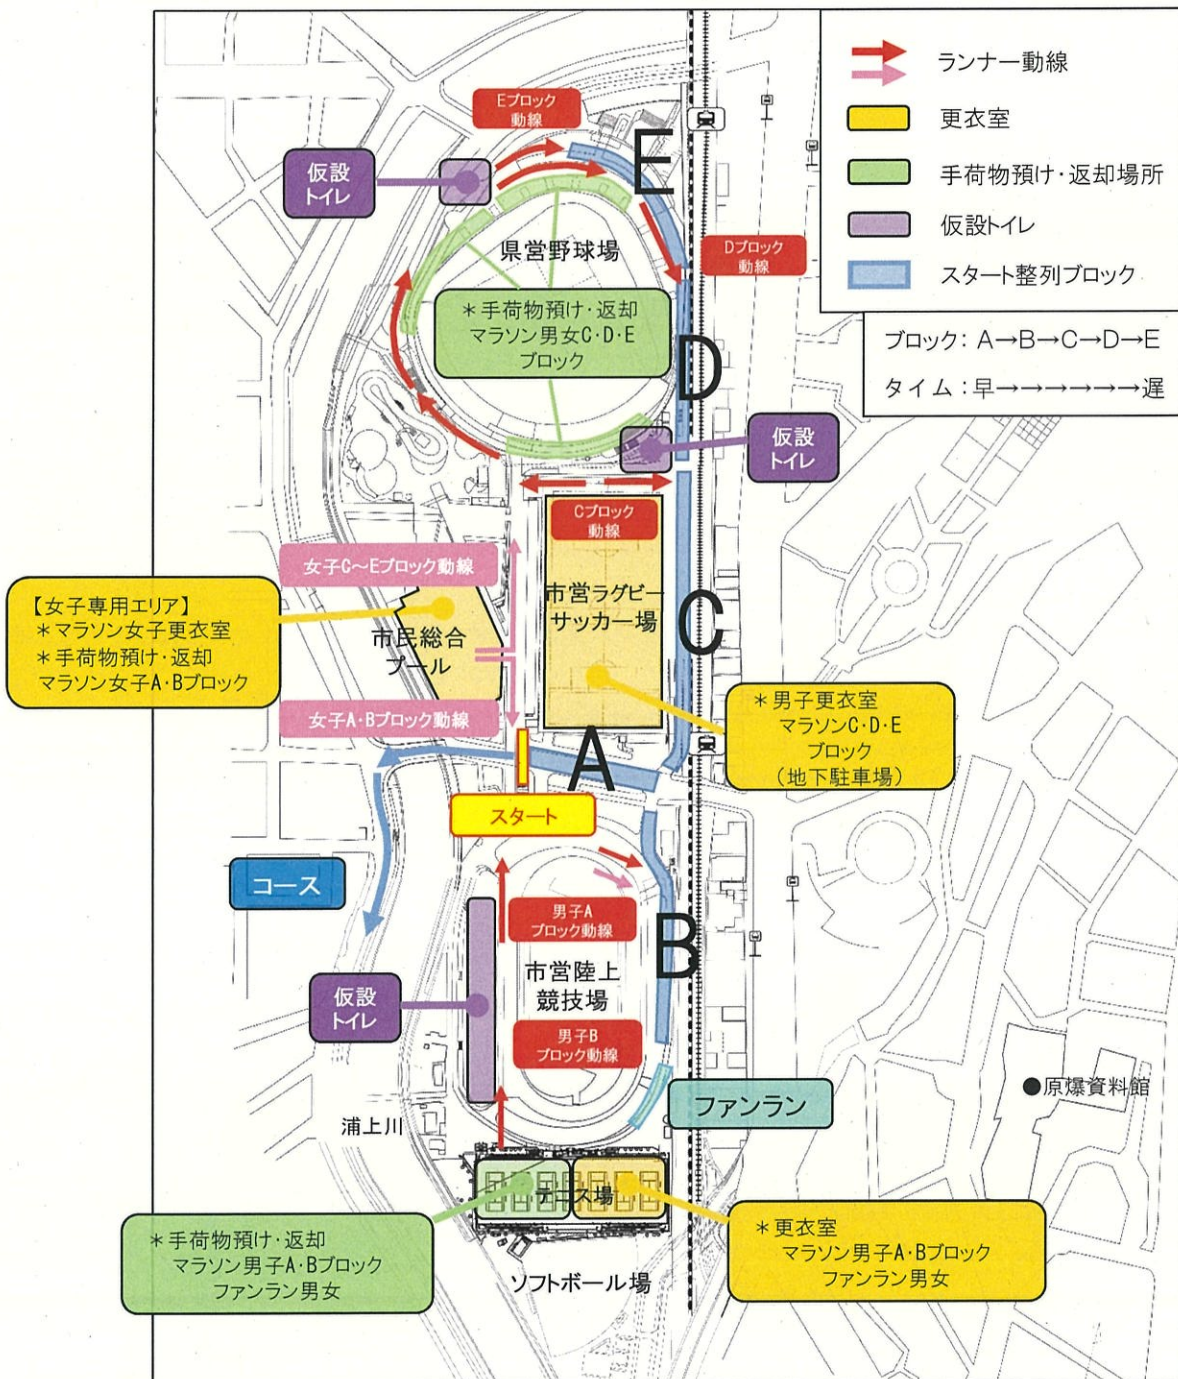 ランナー動線
更衣室
手荷物預け・返却場所
仮設トイレ
スタート整列ブロック
ブロック：A→B→C→D→E
タイム：早→→→→→→遅
Eブロック
動線
E
仮設
トイレ
県営野球場
Dブロック
動線
＊手荷物預け・返却
マラソン男女C・D・E
ブロック
D
仮設
トイレ
Cブロック
動線
女子C～Eブロック動線
【女子専用エリア】
＊マラソン女子更衣室
＊手荷物預け・返却
マラソン女子A・Bブロック
市民総合
プール
市営ラグビー
サッカー場
C
女子A・Bブロック動線
＊男子更衣室
マラソンC・D・E
ブロック
（地下駐車場）
A
スタート
コース
男子A
ブロック動線
B
市営陸上
競技場
仮設
トイレ
男子B
ブロック動線
ファンラン
●原爆資料館
浦上川
テニス場
＊手荷物預け・返却
マラソン男子A・Bブロック
ファンラン男女
＊更衣室
マラソン男子A・Bブロック
ファンラン男女
ソフトボール場